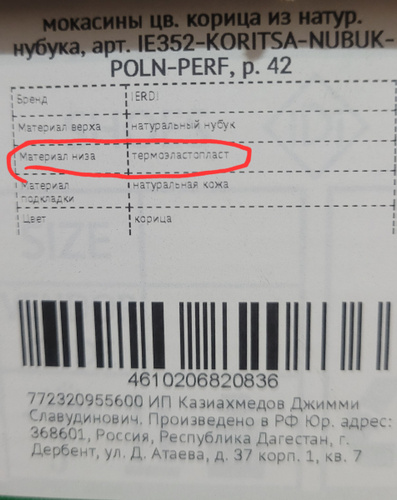 мокасины цв. корица из натур.
нубука, арт. IE352-KORITSA-NUBUK-
POLN-PERF, р. 42
Бренд IERDI
Материал верха натуральный нубук
Материал низа термоэластопласт
Материал подкладки натуральная кожа
Цвет корица
SIZE
4610206820836
772320955600 ИП Казиахмедов Джимми
Славудинович. Произведено в РФ Юр. адрес:
368601, Россия, Республика Дагестан, г.
Дербент, ул. Д. Атаева, д. 37 корп. 1, кв. 7